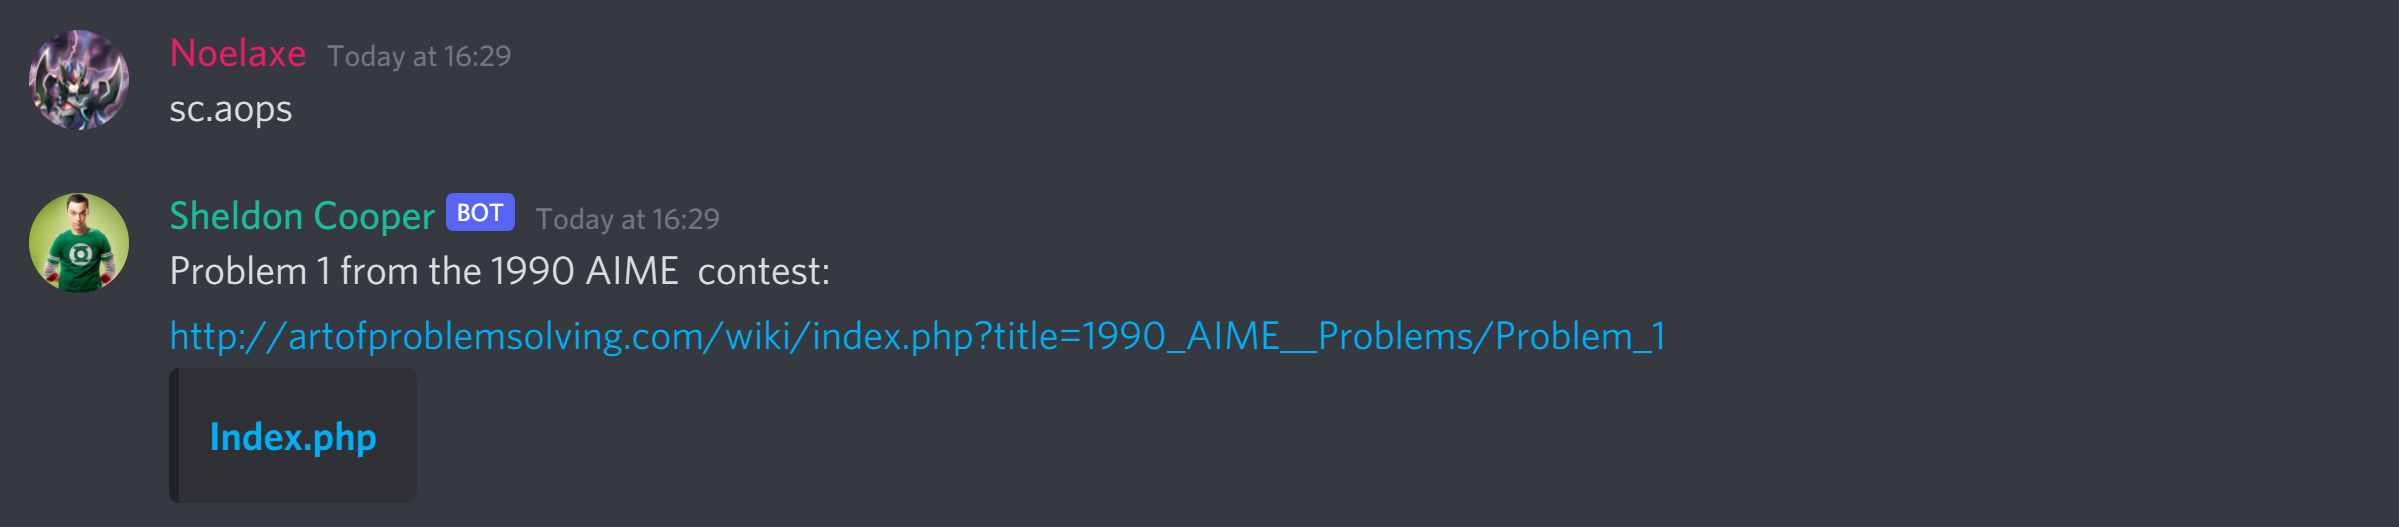 Noelaxe Today at 16:29
sc.aops
Sheldon Cooper BOT Today at 16:29
Problem 1 from the 1990 AIME  contest:
http://artofproblemsolving.com/wiki/index.php?title=1990_AIME__Problems/Problem_1
Index.php